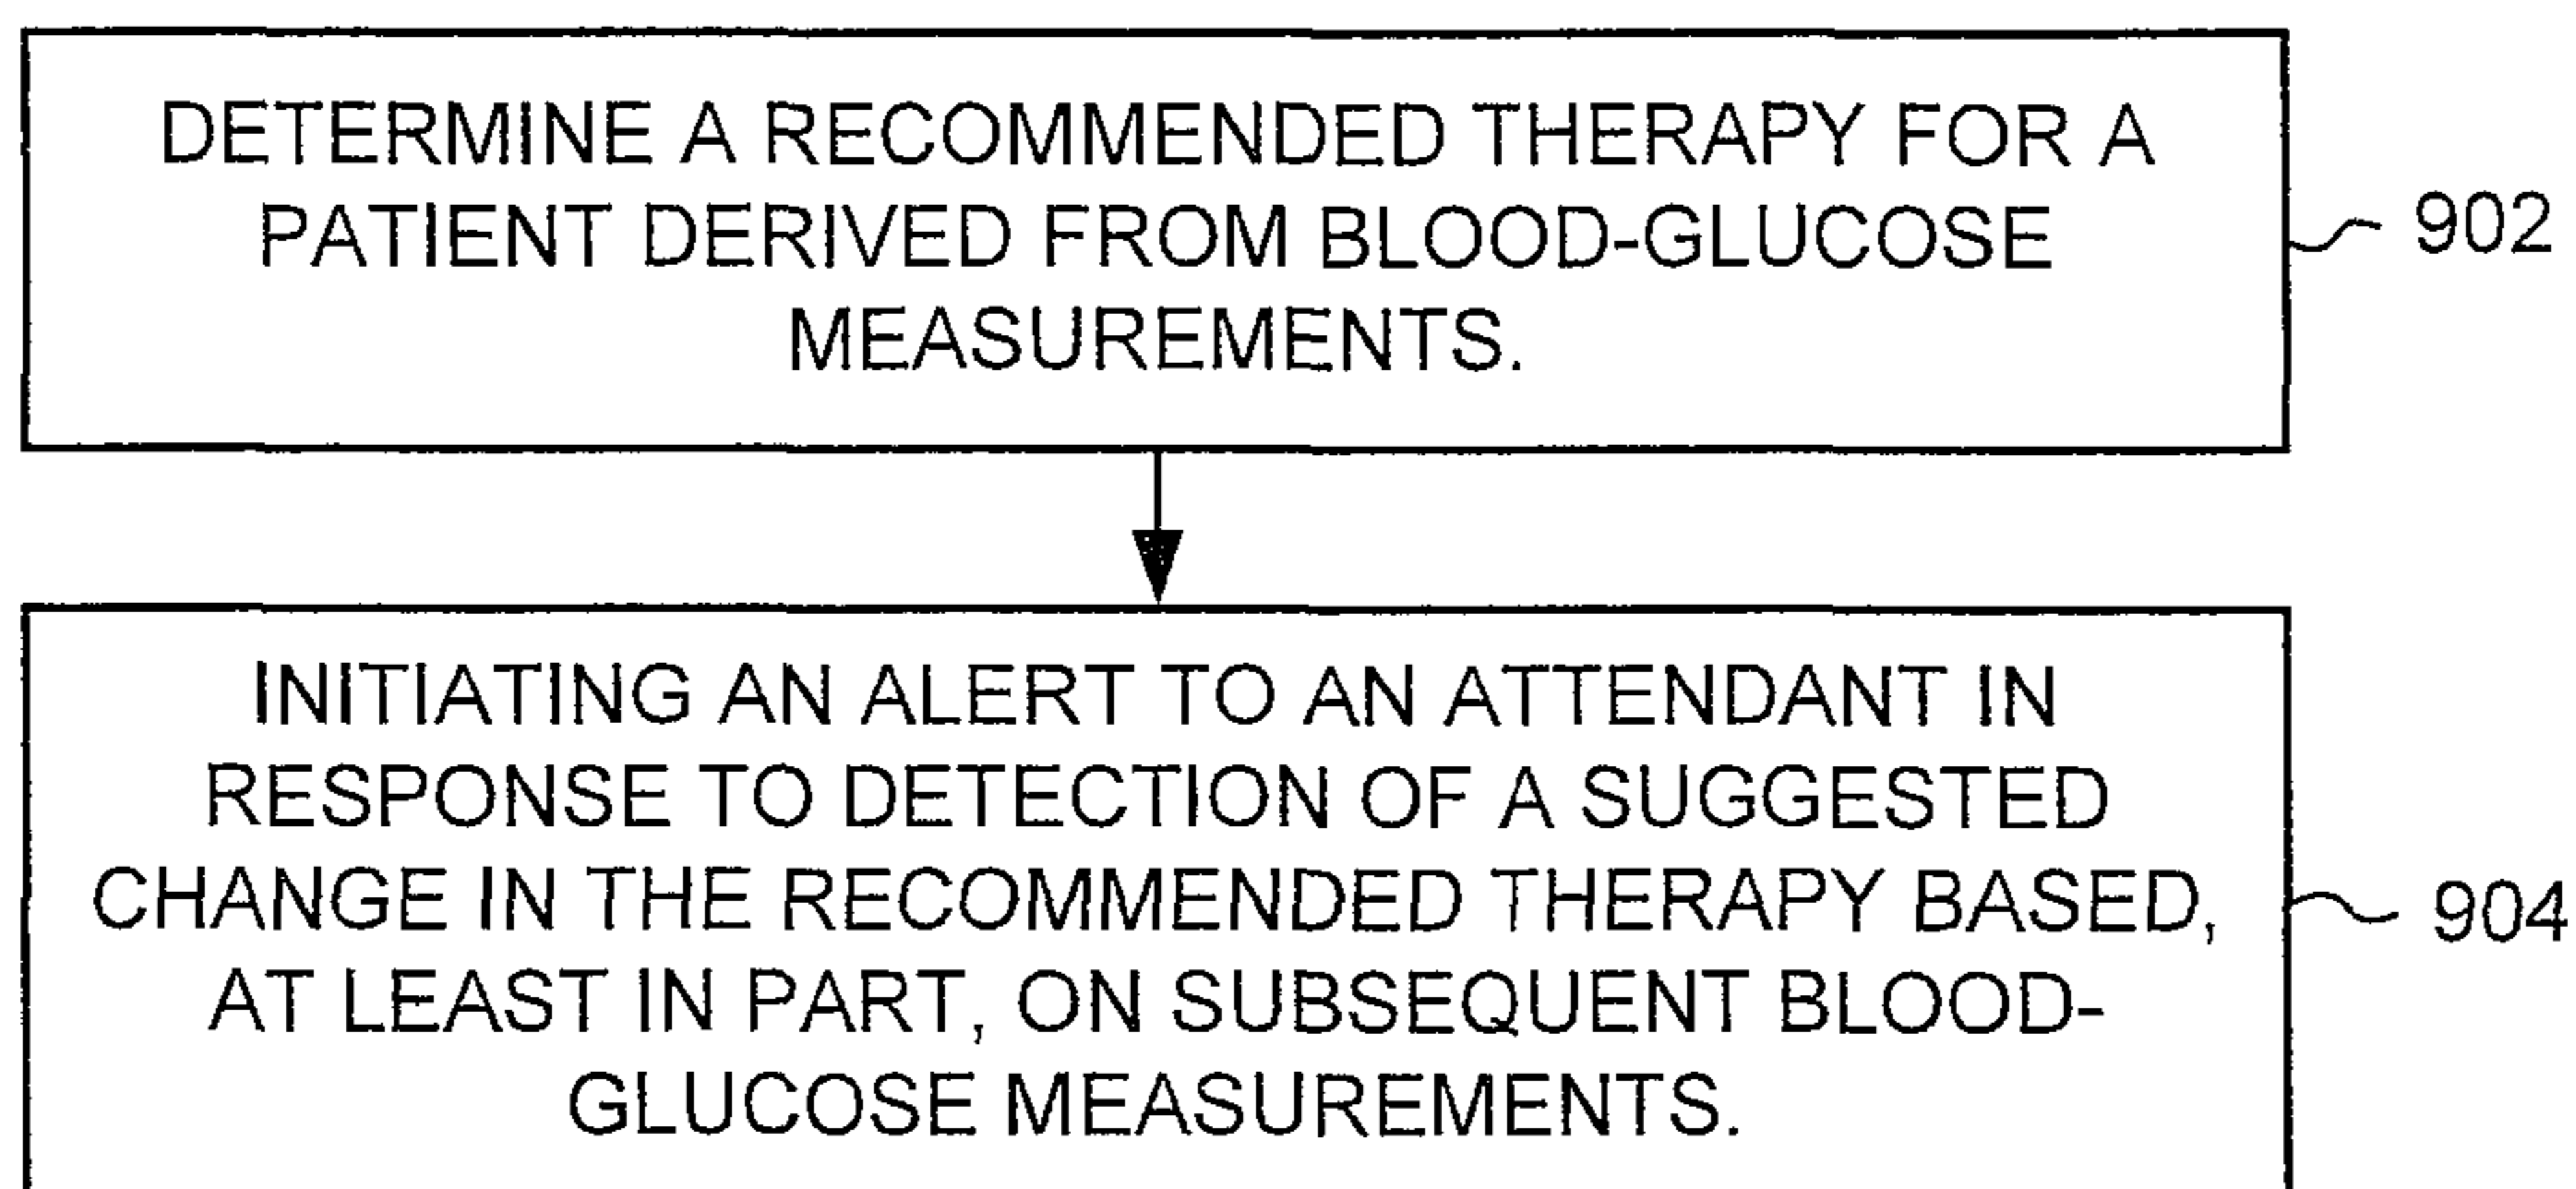 DETERMINE A RECOMMENDED THERAPY FOR A
PATIENT DERIVED FROM BLOOD-GLUCOSE
MEASUREMENTS.
902
INITIATING AN ALERT TO AN ATTENDANT IN
RESPONSE TO DETECTION OF A SUGGESTED
CHANGE IN THE RECOMMENDED THERAPY BASED,
AT LEAST IN PART, ON SUBSEQUENT BLOOD-
GLUCOSE MEASUREMENTS.
904